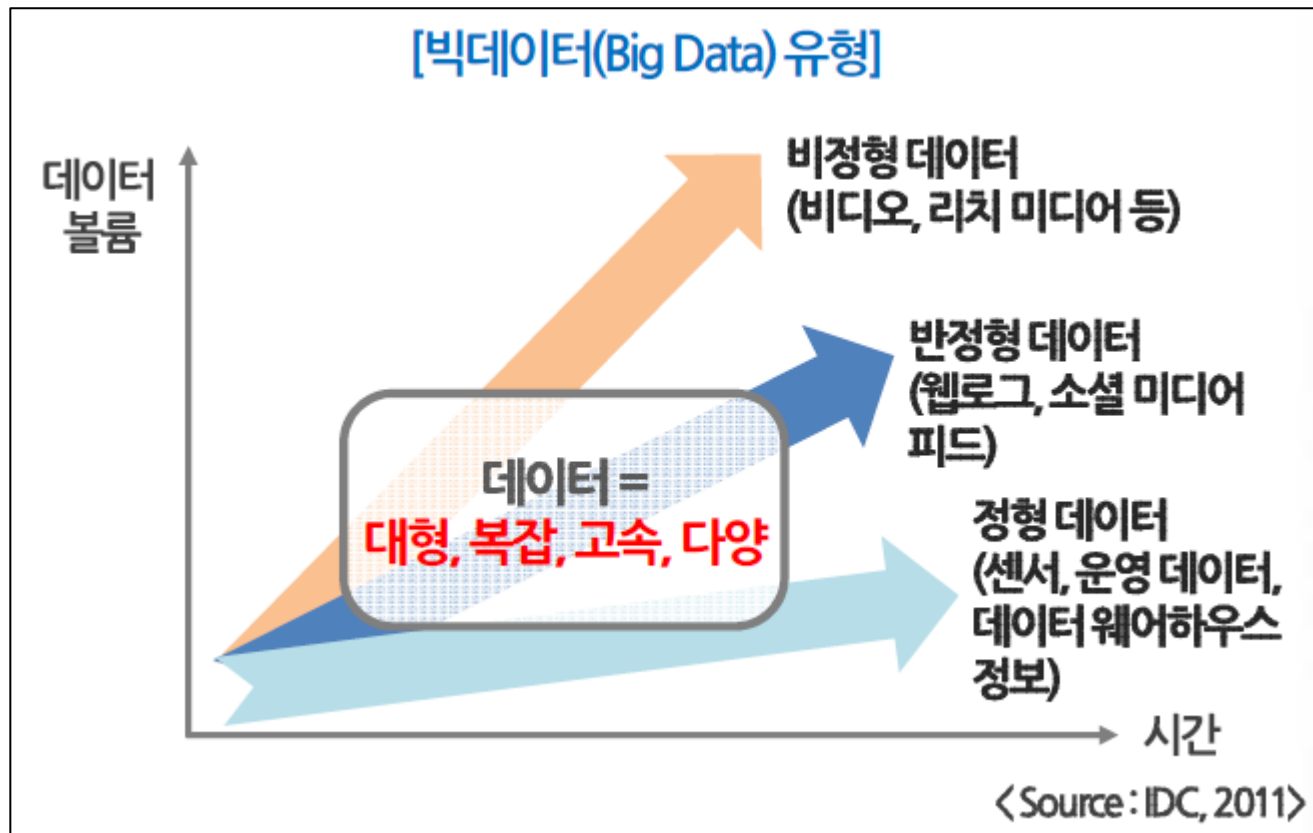 [빅데이터(Big Data) 유형]
데이터
볼륨
비정형 데이터
(비디오, 리치 미디어 등)
반정형 데이터
(웹로그, 소셜 미디어
피드)
데이터 =
대형, 복잡, 고속, 다양
정형 데이터
(센서, 운영 데이터,
데이터 웨어하우스
정보)
시간
<Source : IDC, 2011>